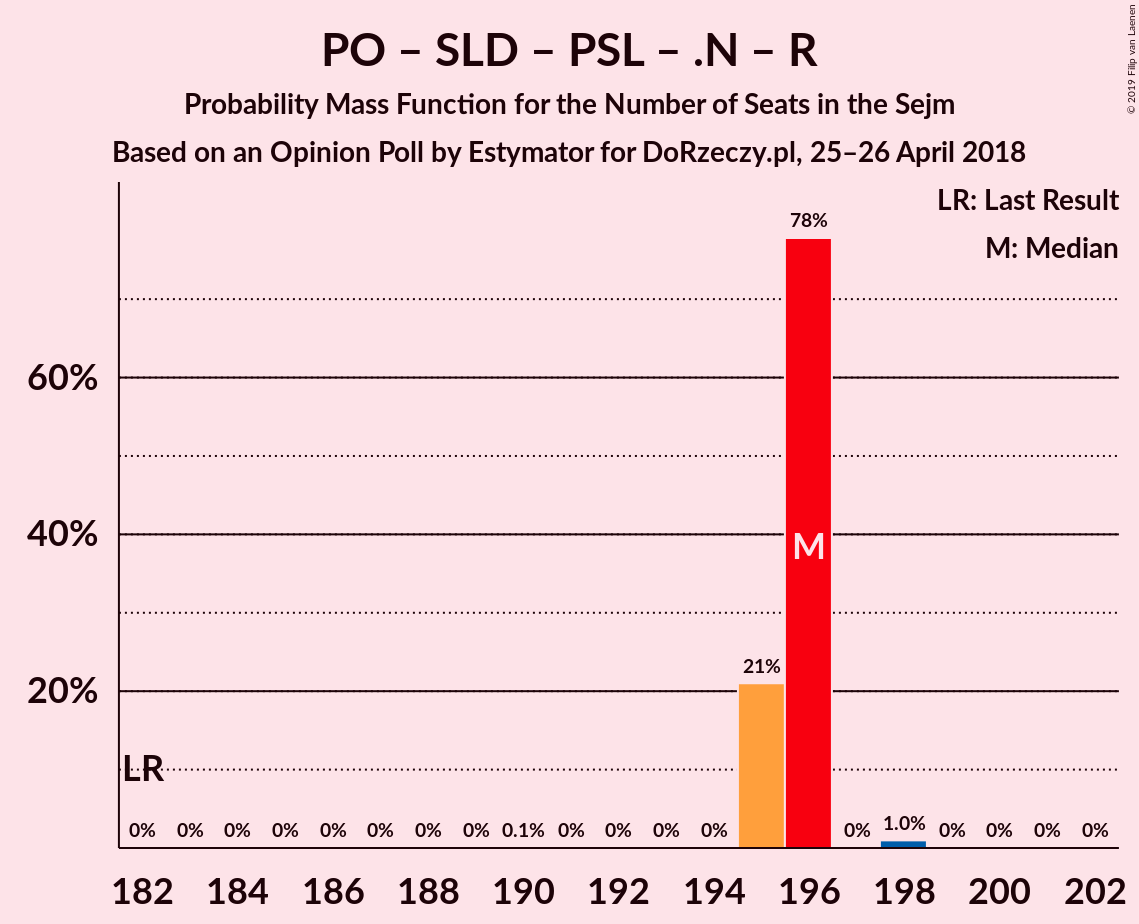 PO – SLD – PSL – .N – R
Probability Mass Function for the Number of Seats in the Sejm
Based on an Opinion Poll by Estymator for DoRzeczy.pl, 25–26 April 2018
© 2019 Filip van Laenen
LR: Last Result
M: Median
78%
60%
40%
M
21%
20%
LR
0% 0% 0% 0% 0% 0% 0% 0% 0.1% 0% 0% 0% 0% 0% 1.0% 0% 0% 0% 0%
182 184 186 188 190 192 194 196 198 200 202